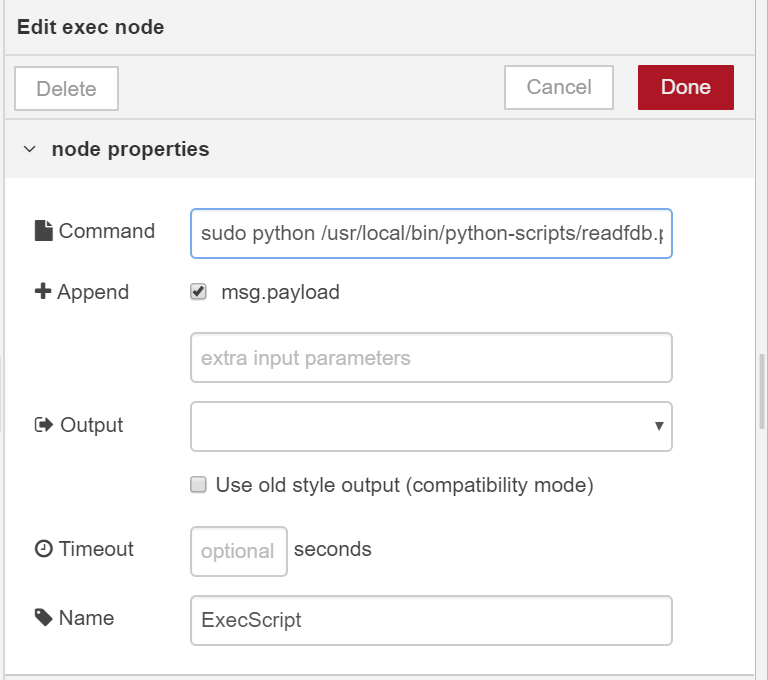 Edit exec node
Delete
Cancel
Done
node properties
Command
sudo python /usr/local/bin/python-scripts/readfdb.p
Append
msg.payload
extra input parameters
Output
Use old style output (compatibility mode)
Timeout
optional
seconds
Name
ExecScript